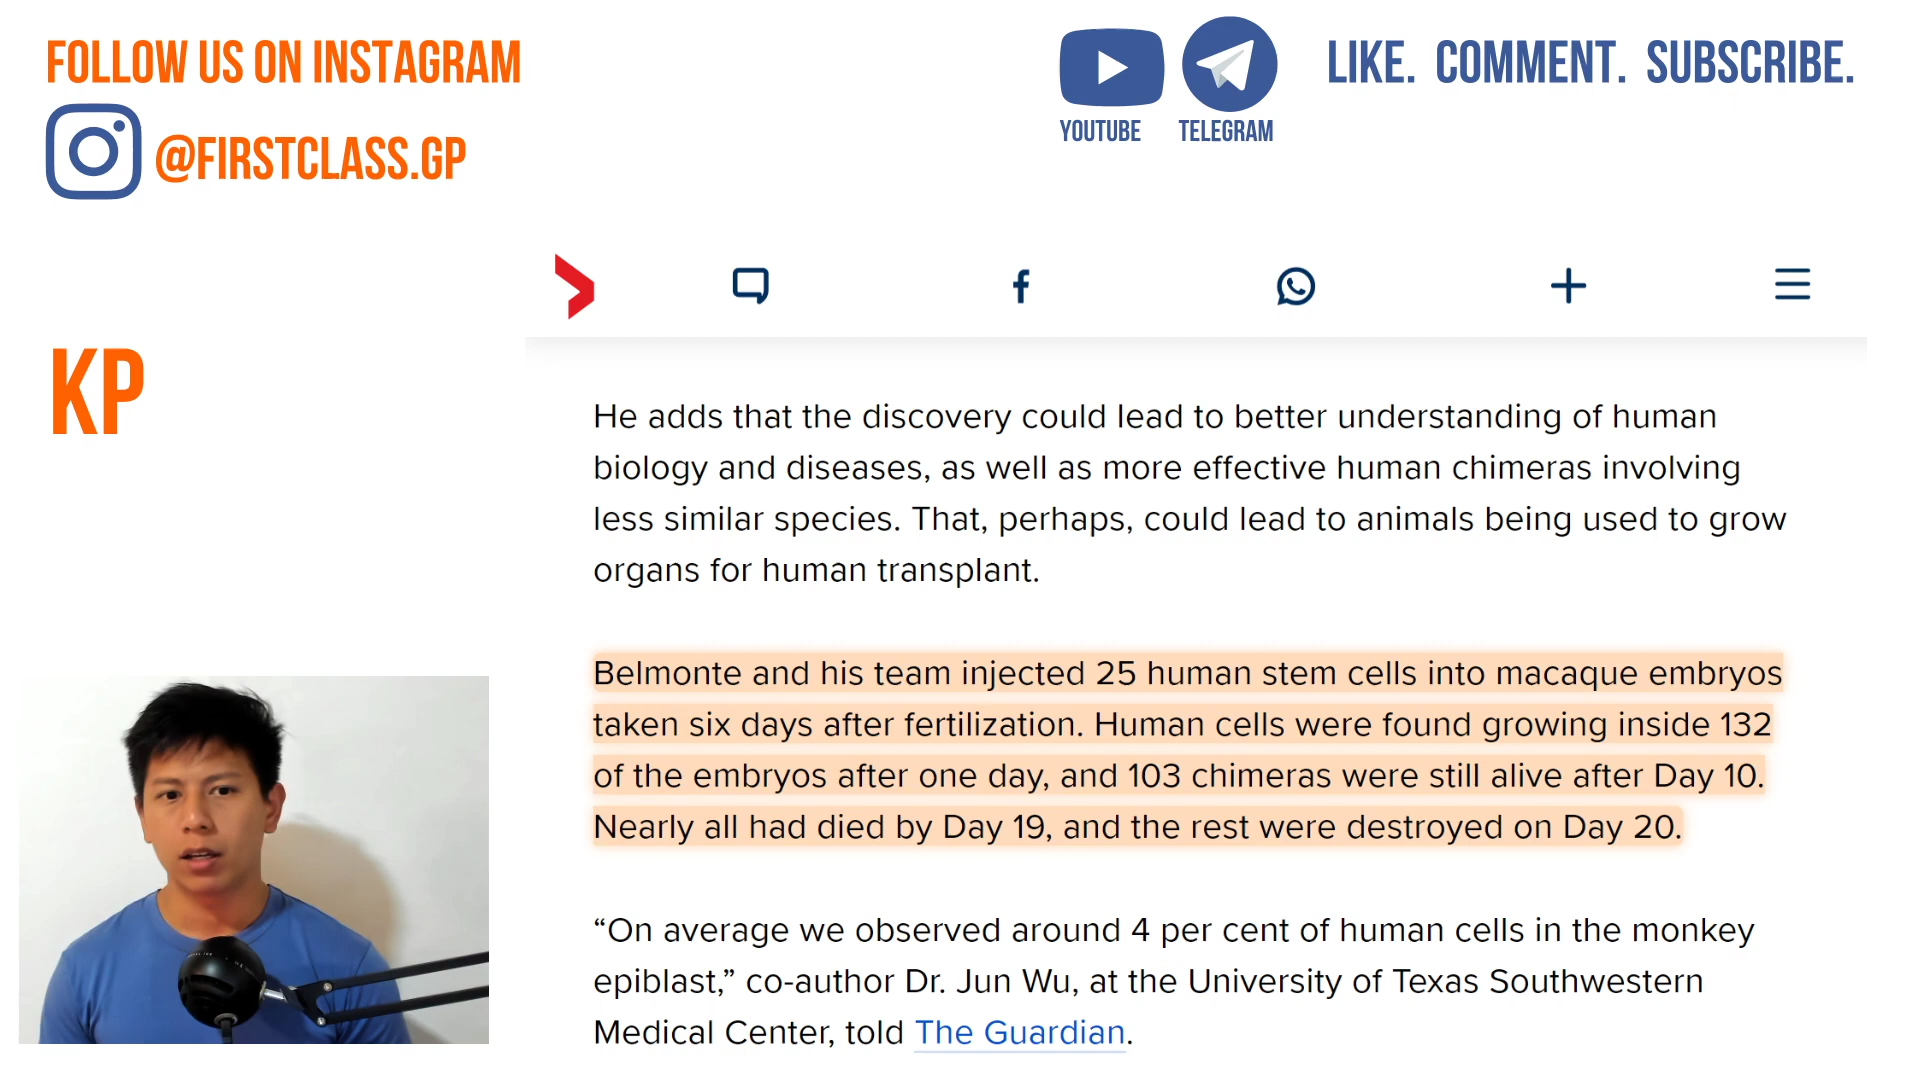 FOLLOW US ON INSTAGRAM
@FIRSTCLASS.GP
YOUTUBE
TELEGRAM
LIKE. COMMENT. SUBSCRIBE.
KP
He adds that the discovery could lead to better understanding of human
biology and diseases, as well as more effective human chimeras involving
less similar species. That, perhaps, could lead to animals being used to grow
organs for human transplant.
Belmonte and his team injected 25 human stem cells into macaque embryos
taken six days after fertilization. Human cells were found growing inside 132
of the embryos after one day, and 103 chimeras were still alive after Day 10.
Nearly all had died by Day 19, and the rest were destroyed on Day 20.
“On average we observed around 4 per cent of human cells in the monkey
epiblast,” co-author Dr. Jun Wu, at the University of Texas Southwestern
Medical Center, told The Guardian.